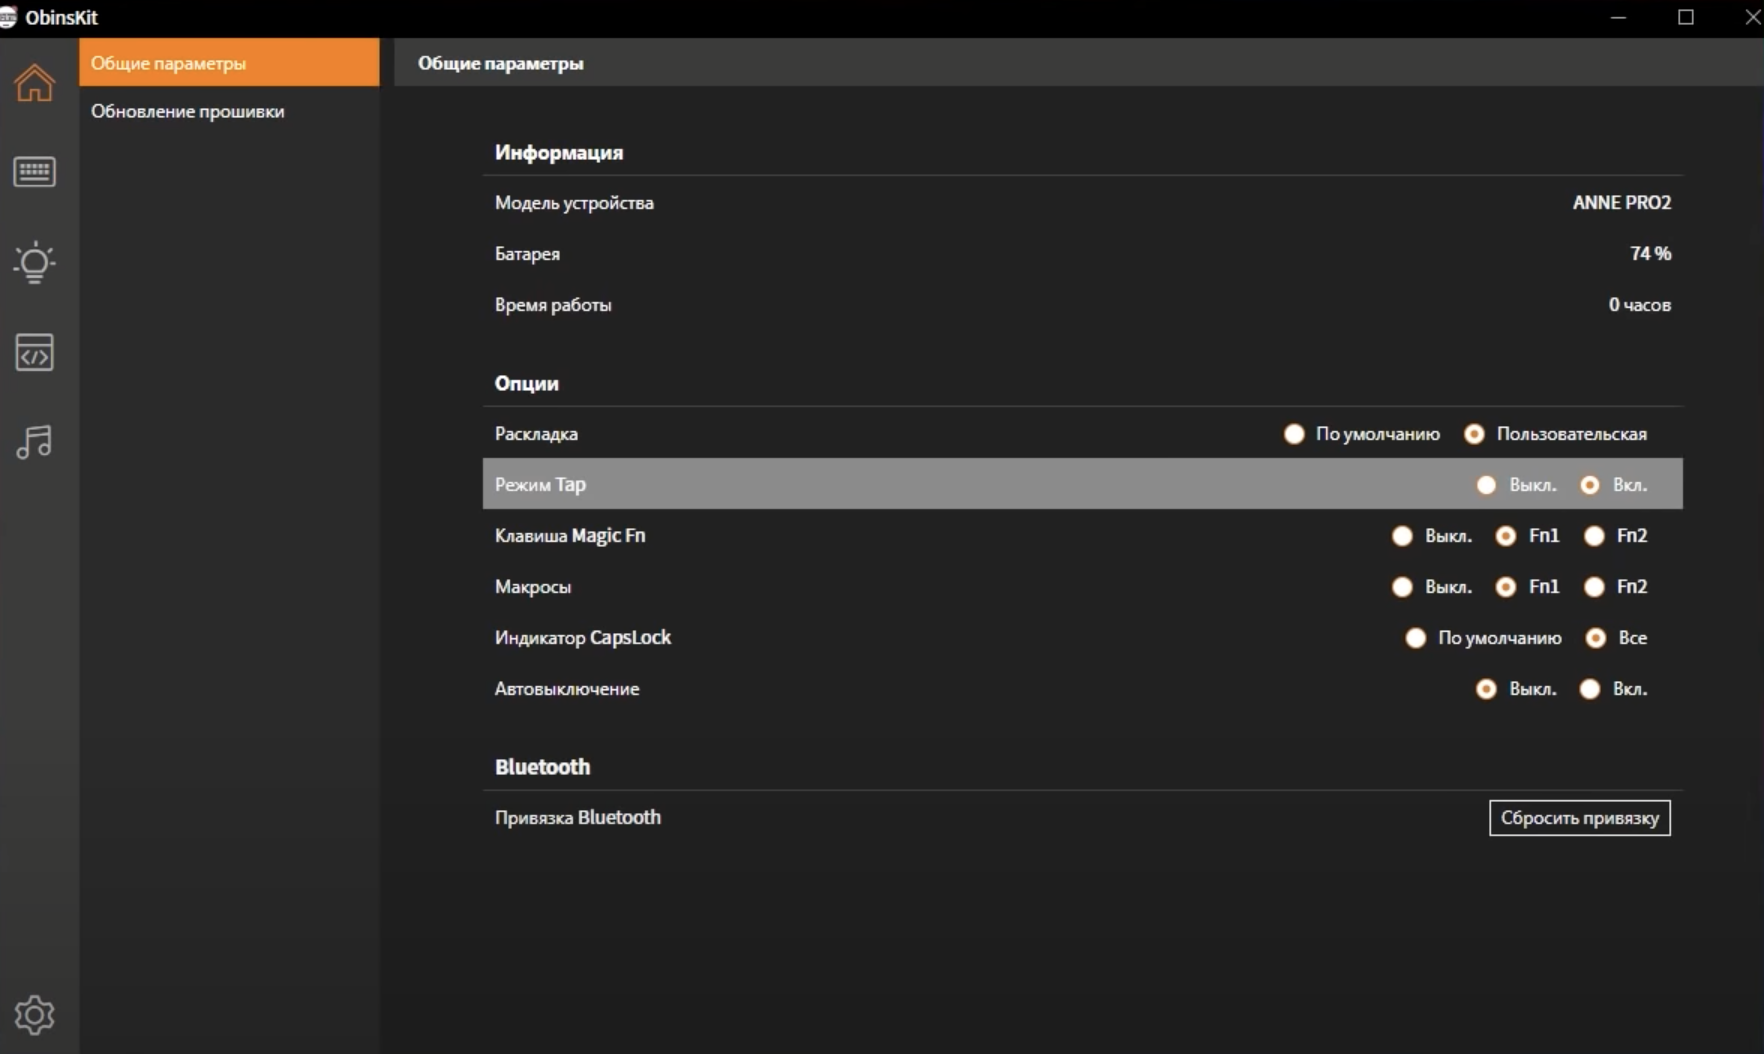 ObinsKit
Общие параметры
Обновление прошивки
Общие параметры
Информация
Модель устройства ANNE PRO2
Батарея 74 %
Время работы 0 часов
Опции
Раскладка По умолчанию Пользовательская
Режим Tap Выкл. Вкл.
Клавиша Magic Fn Выкл. Fn1 Fn2
Макросы Выкл. Fn1 Fn2
Индикатор CapsLock По умолчанию Все
Автовыключение Выкл. Вкл.
Bluetooth
Привязка Bluetooth Сбросить привязку